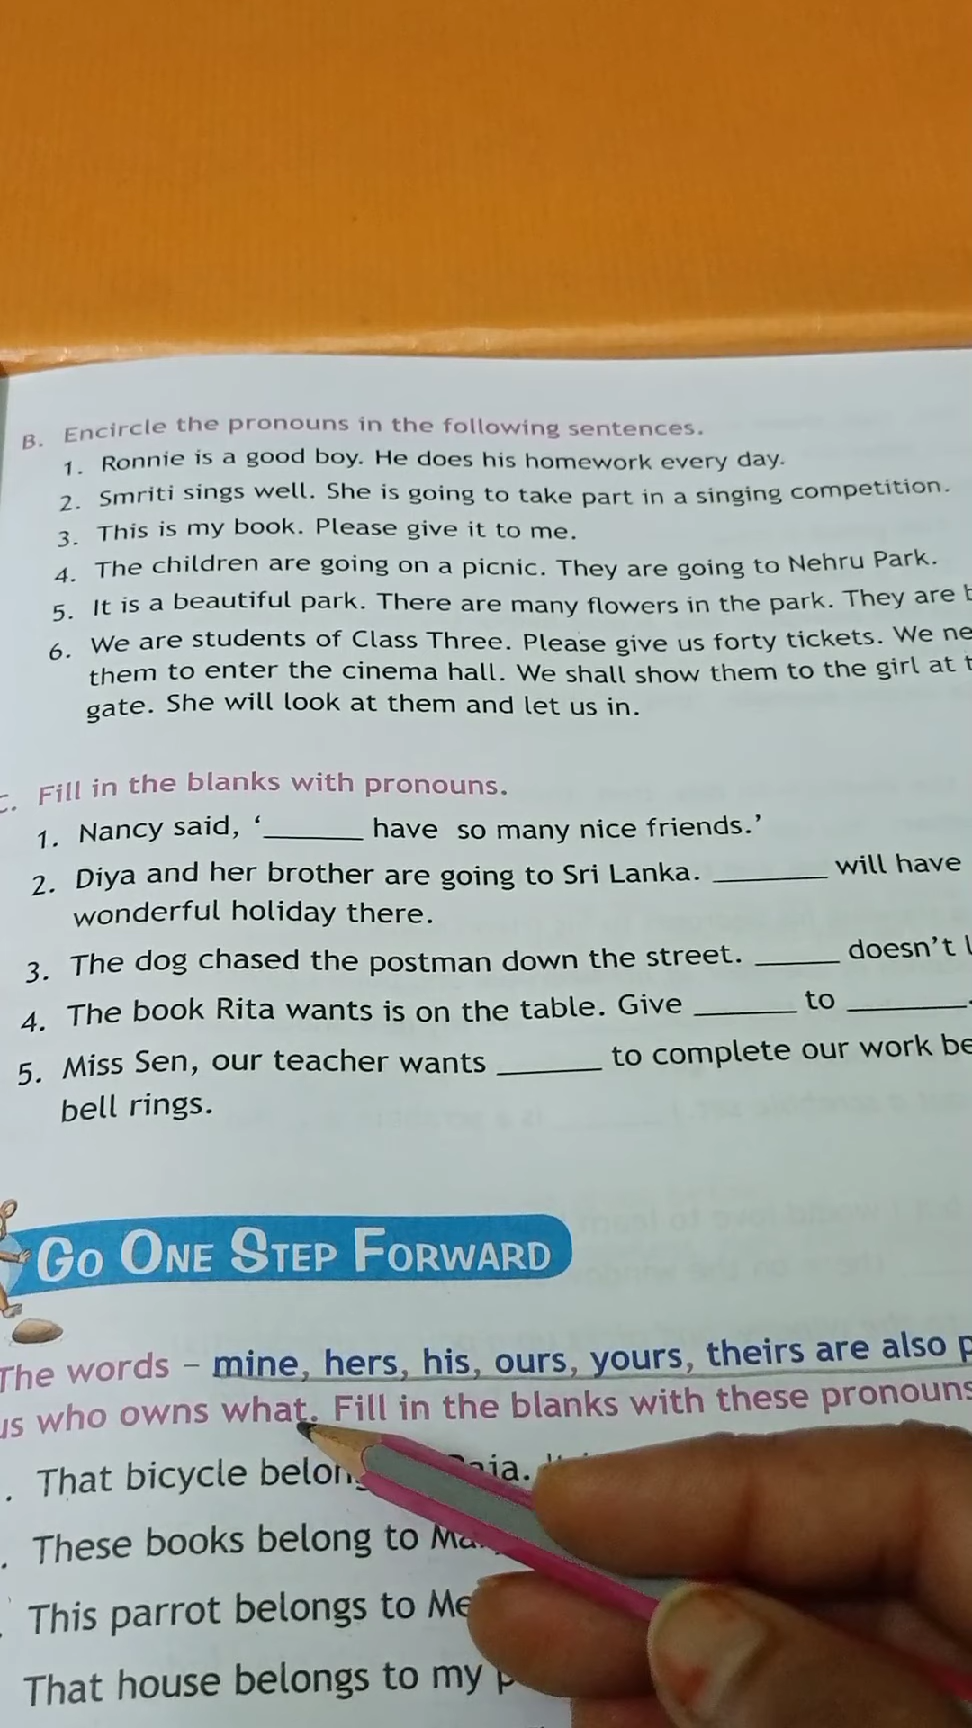 B. Encircle the pronouns in the following sentences.
1. Ronnie is a good boy. He does his homework every day.
2. Smriti sings well. She is going to take part in a singing competition.
3. This is my book. Please give it to me.
4. The children are going on a picnic. They are going to Nehru Park.
5. It is a beautiful park. There are many flowers in the park. They are
6. We are students of Class Three. Please give us forty tickets. We
them to enter the cinema hall. We shall show them to the girl at
gate. She will look at them and let us in.
C. Fill in the blanks with pronouns.
1. Nancy said, ‘______ have so many nice friends.’
2. Diya and her brother are going to Sri Lanka. ______ will have
wonderful holiday there.
3. The dog chased the postman down the street. ______ doesn’t
4. The book Rita wants is on the table. Give ______ to ______.
5. Miss Sen, our teacher wants ______ to complete our work
bell rings.
GO ONE STEP FORWARD
The words – mine, hers, his, ours, yours, theirs are also
us who owns what. Fill in the blanks with these pronouns
. That bicycle
. These books belong to
. This parrot belongs to
That house belongs to my